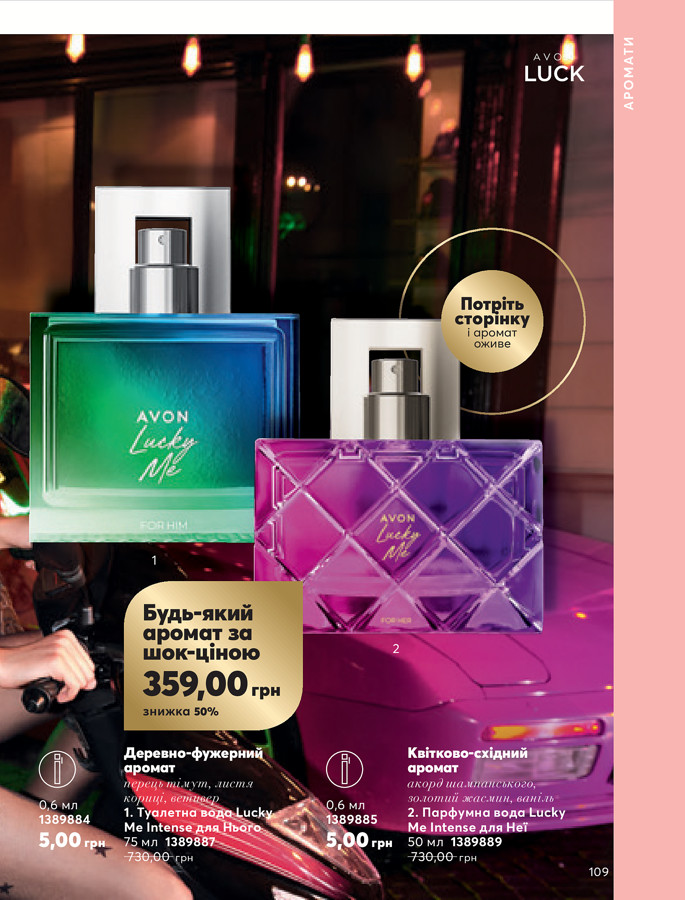 АРОМАТИ
AVON
LUCK
Потріть
сторінку
і аромат
оживе
AVON
Lucky
Me
FOR HIM
AVON
Lucky
Me
FOR HER
1
2
Будь-який
аромат за
шок-ціною
359,00 грн
знижка 50%
0,6 мл
1389884
5,00 грн
Деревно-фужерний
аромат
перець тімут, листя
кориці, ветивер
1. Туалетна вода Lucky
Me Intense для Нього
75 мл 1389887
730,00 грн
0,6 мл
1389885
5,00 грн
Квітково-східний
аромат
акорд шампанського,
золотий жасмин, ваніль
2. Парфумна вода Lucky
Me Intense для Неї
50 мл 1389889
730,00 грн
109